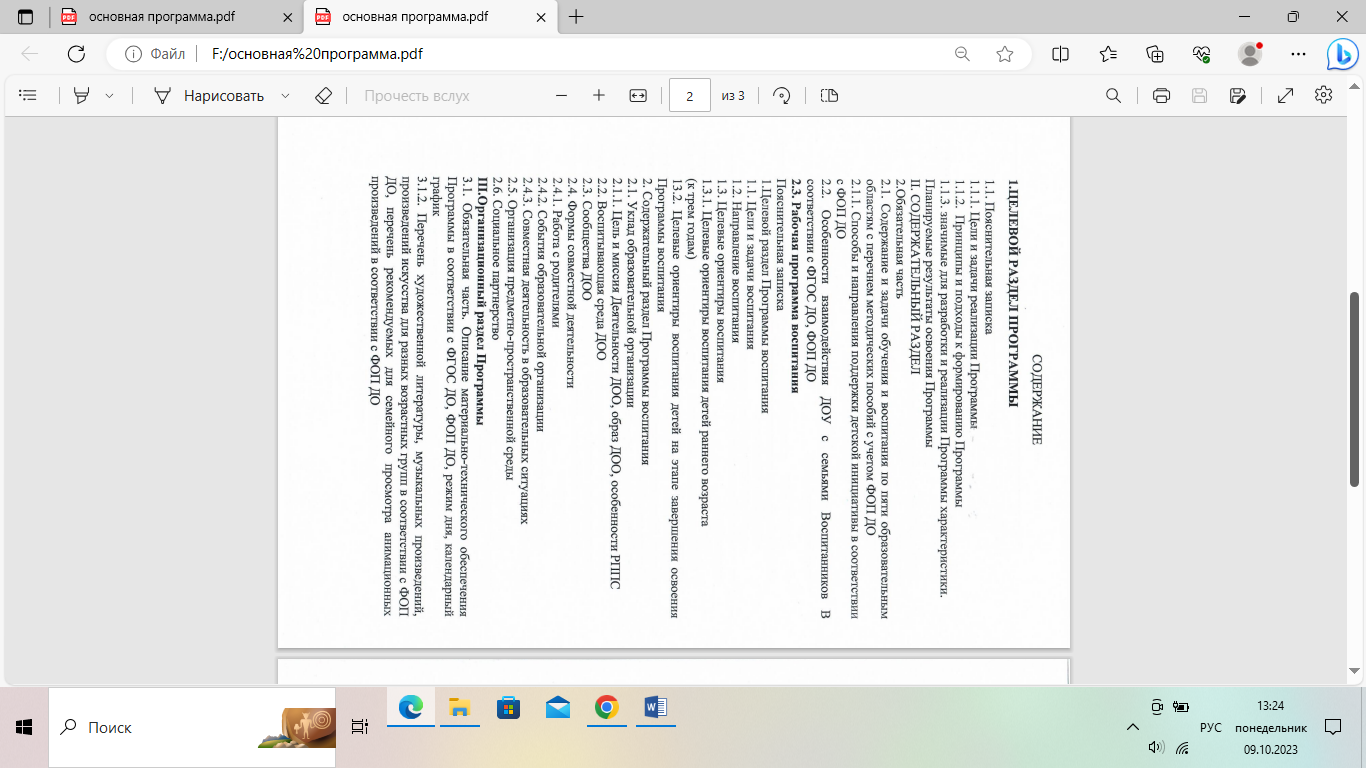 основная программа.pdf
основная программа.pdf
Файл
F:/основная%20программа.pdf
Нарисовать
Прочесть вслух
2
из 3
СОДЕРЖАНИЕ
1.ЦЕЛЕВОЙ РАЗДЕЛ ПРОГРАММЫ
1.1. Пояснительная записка
1.1.1. Цели и задачи реализации Программы
1.1.2. Принципы и подходы к формированию Программы
1.1.3. значимые для разработки и реализации Программы характеристики.
Планируемые результаты освоения Программы
II. СОДЕРЖАТЕЛЬНЫЙ РАЗДЕЛ
2.Обязательная часть
2.1. Содержание и задачи обучения и воспитания по пяти образовательным
областям с перечнем методических пособий с учетом ФОП ДО
2.1.1. Способы и направления поддержки детской инициативы в соответствии
с ФОП ДО
2.2. Особенности взаимодействия ДОУ с семьями Воспитанников В
соответствии с ФГОС ДО, ФОП ДО
2.3. Рабочая программа воспитания
Пояснительная записка
1.Целевой раздел Программы воспитания
1.1. Цели и задачи воспитания
1.2. Направление воспитания
1.3. Целевые ориентиры воспитания
1.3.1. Целевые ориентиры воспитания детей раннего возраста
(к трем годам)
13.2. Целевые ориентиры воспитания детей на этапе завершения освоения
Программы воспитания
2. Содержательный раздел Программы воспитания
2.1. Уклад образовательной организации
2.1.1. Цель и миссия Деятельности ДОО, образ ДОО, особенности РППС
2.2. Воспитывающая среда ДОО
2.3. Сообщества ДОО
2.4. Формы совместной деятельности
2.4.1. Работа с родителями
2.4.2. События образовательной организации
2.4.3. Совместная деятельность в образовательных ситуациях
2.5. Организация предметно-пространственной среды
2.6. Социальное партнерство
III.Организационный раздел Программы
3.1. Обязательная часть. Описание материально-технического обеспечения
Программы в соответствии с ФГОС ДО, ФОП ДО, режим дня, календарный
график
3.1.2. Перечень художественной литературы, музыкальных произведений,
произведений искусства для разных возрастных групп в соответствии с ФОП
ДО, перечень рекомендуемых для семейного просмотра анимационных
произведений в соответствии с ФОП ДО
Поиск
РУС
13:24
понедельник
09.10.2023